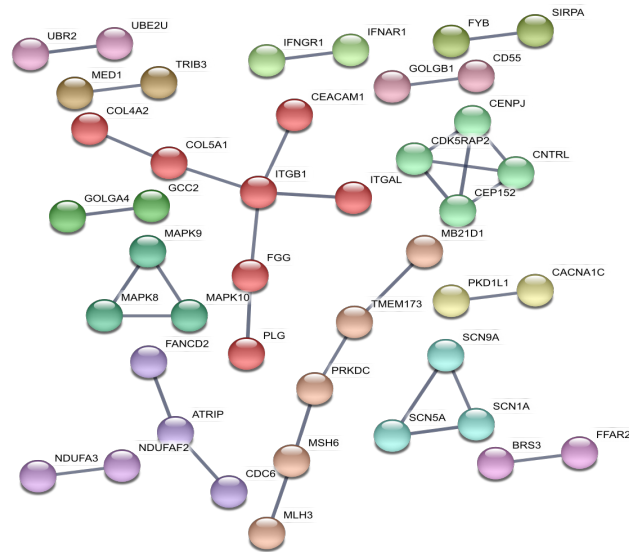 UBR2
UBE2U
IFNGR1
IFNAR1
FYB
SIRPA
MED1
TRIB3
GOLGB1
CD55
COL4A2
COL5A1
CEACAM1
CENPJ
CDK5RAP2
CNTRL
CEP152
ITGB1
ITGAL
GOLGA4
GCC2
MB21D1
MAPK9
MAPK8
MAPK10
FGG
PLG
TMEM173
PKD1L1
CACNA1C
FANCD2
ATRIP
CDC6
PRKDC
SCN9A
SCN5A
SCN1A
NDUFA3
NDUFAF2
MSH6
MLH3
BRS3
FFAR2